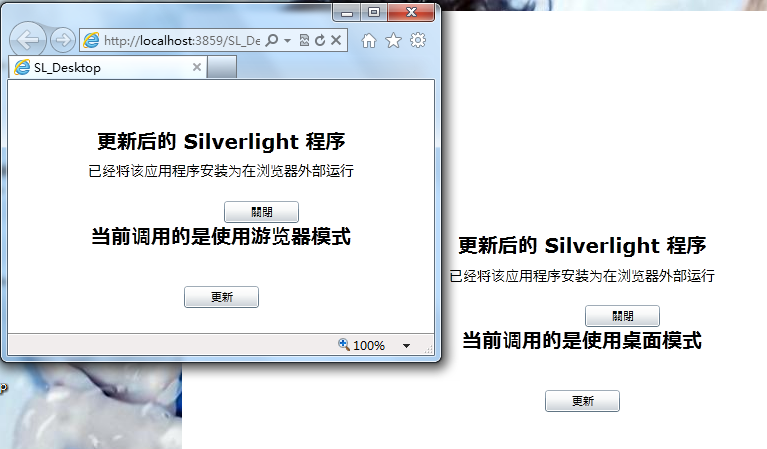 http://localhost:3859/SL_De
SL_Desktop
更新后的 Silverlight 程序
已经将该应用程序安装为在浏览器外部运行
關閉
当前调用的是使用游览器模式
更新
100%
更新后的 Silverlight 程序
已经将该应用程序安装为在浏览器外部运行
關閉
当前调用的是使用桌面模式
更新
p